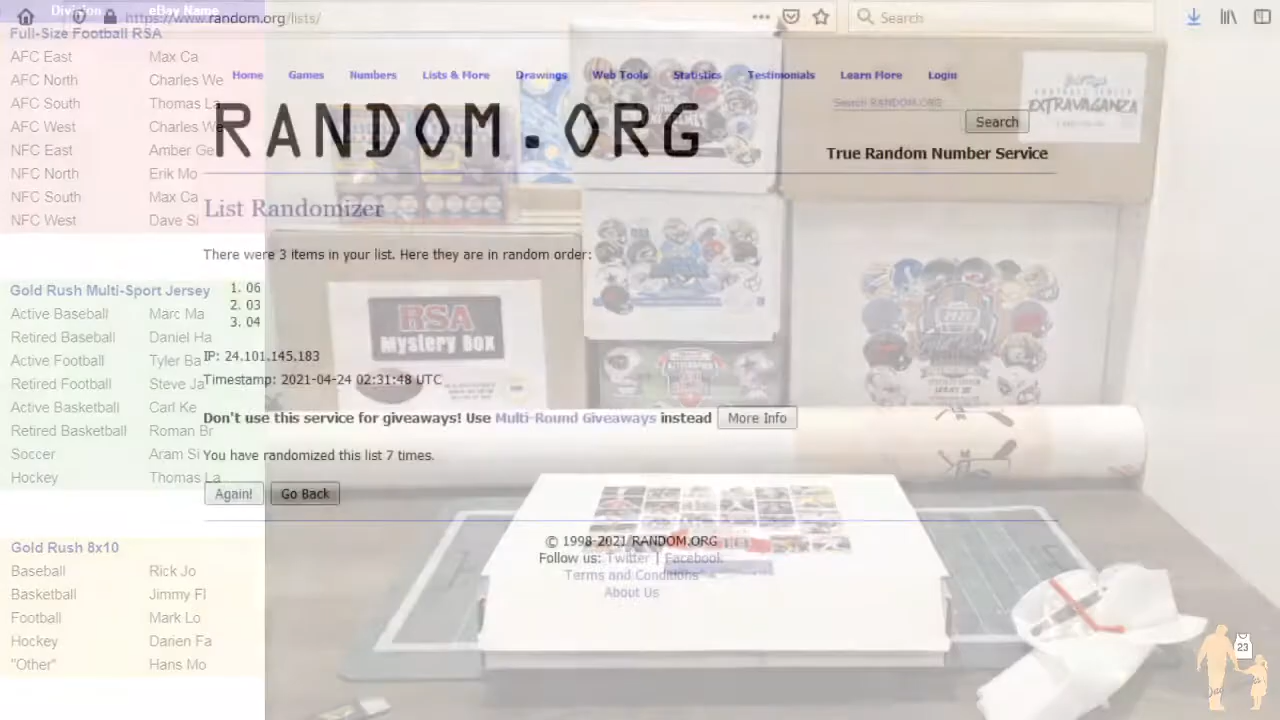 Division eBay Name
https://www.random.org/lists/
Search
Full-Size Football RSA
AFC East Max Ca
AFC North Charles We
AFC South Thomas La
AFC West Charles We
NFC East Amber Ge
NFC North Erik Mo
NFC South Max Ca
NFC West Dave Si
Home Games Numbers Lists & More Drawings Web Tools Statistics Testimonials Learn More Login
Search RANDOM.ORG
Search
RANDOM.ORG
True Random Number Service
EXTRAVAGANZA
List Randomizer
There were 3 items in your list. Here they are in random order:
1. 06
2. 03
3. 04
IP: 24.101.145.183
Timestamp: 2021-04-24 02:31:48 UTC
Don't use this service for giveaways! Use Multi-Round Giveaways instead More Info
You have randomized this list 7 times.
Again! Go Back
© 1998-2021 RANDOM.ORG
Follow us: Twitter | Facebook
Terms and Conditions
About Us
Gold Rush Multi-Sport Jersey
Active Baseball Marc Ma
Retired Baseball Daniel Ha
Active Football Tyler Ba
Retired Football Steve Ja
Active Basketball Carl Ke
Retired Basketball Roman Br
Soccer Aram Si
Hockey Thomas La
Gold Rush 8x10
Baseball Rick Jo
Basketball Jimmy Fl
Football Mark Lo
Hockey Darien Fa
"Other" Hans Mo
RSA
Mystery Box
23